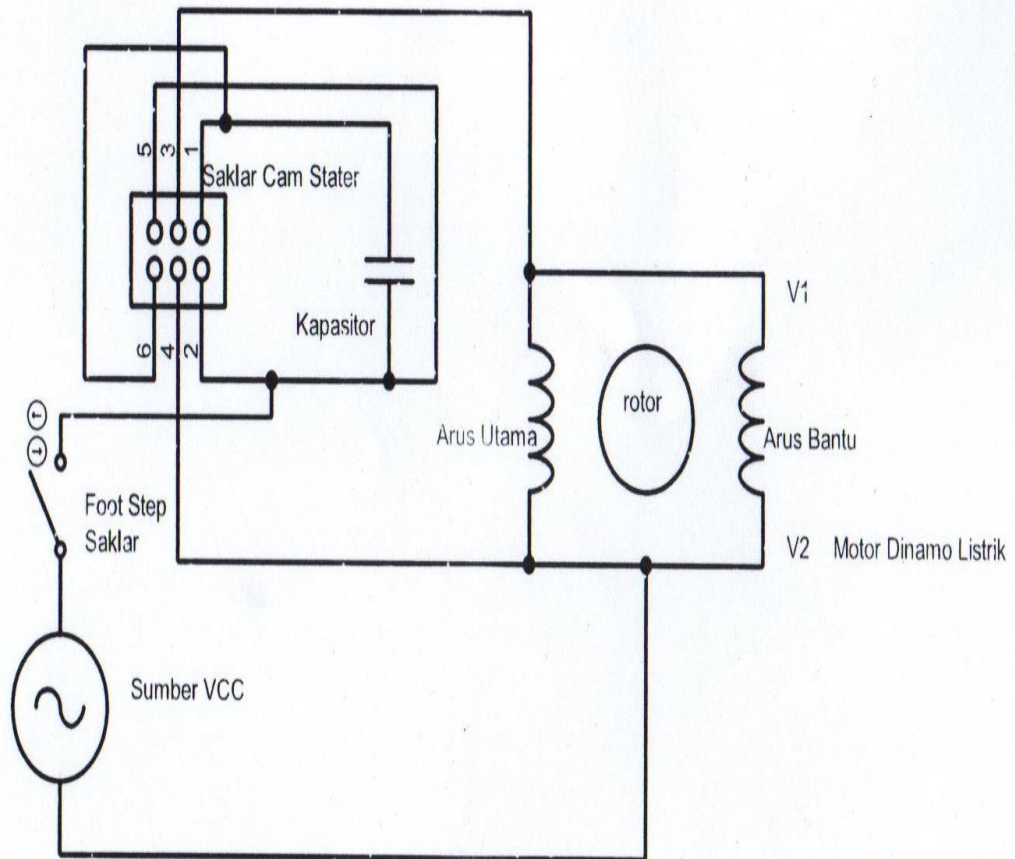 5 3 1
Saklar Cam Stater
6 4 2
Kapasitor
V1
rotor
Arus Utama
Arus Bantu
Foot Step
Saklar
V2 Motor Dinamo Listrik
Sumber VCC